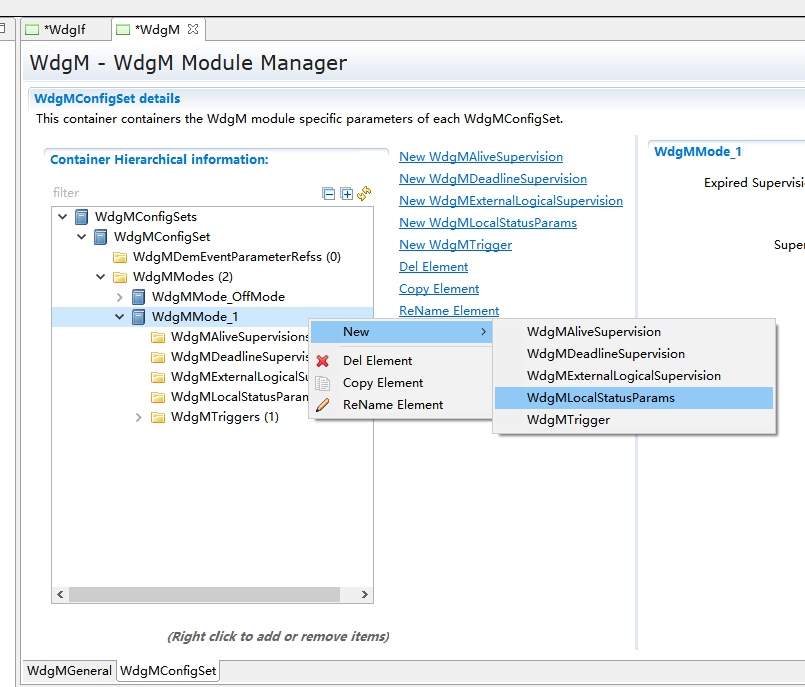 *WdgIf
*WdgM
WdgM - WdgM Module Manager
WdgMConfigSet details
This container containers the WdgM module specific parameters of each WdgMConfigSet.
Container Hierarchical information:
filter
WdgMConfigSets
WdgMConfigSet
WdgMDemEventParameterRefss (0)
WdgMModes (2)
WdgMMode_OffMode
WdgMMode_1
WdgMAliveSupervisions
WdgMDeadlineSupervis
WdgMExternalLogicalSu
WdgMLocalStatusParam
WdgMTriggers (1)
(Right click to add or remove items)
New WdgMAliveSupervision
New WdgMDeadlineSupervision
New WdgMExternalLogicalSupervision
New WdgMLocalStatusParams
New WdgMTrigger
Del Element
Copy Element
ReName Element
New
Del Element
Copy Element
ReName Element
WdgMAliveSupervision
WdgMDeadlineSupervision
WdgMExternalLogicalSupervision
WdgMLocalStatusParams
WdgMTrigger
WdgMMode_1
Expired Supervisi
Super
WdgMGeneral
WdgMConfigSet